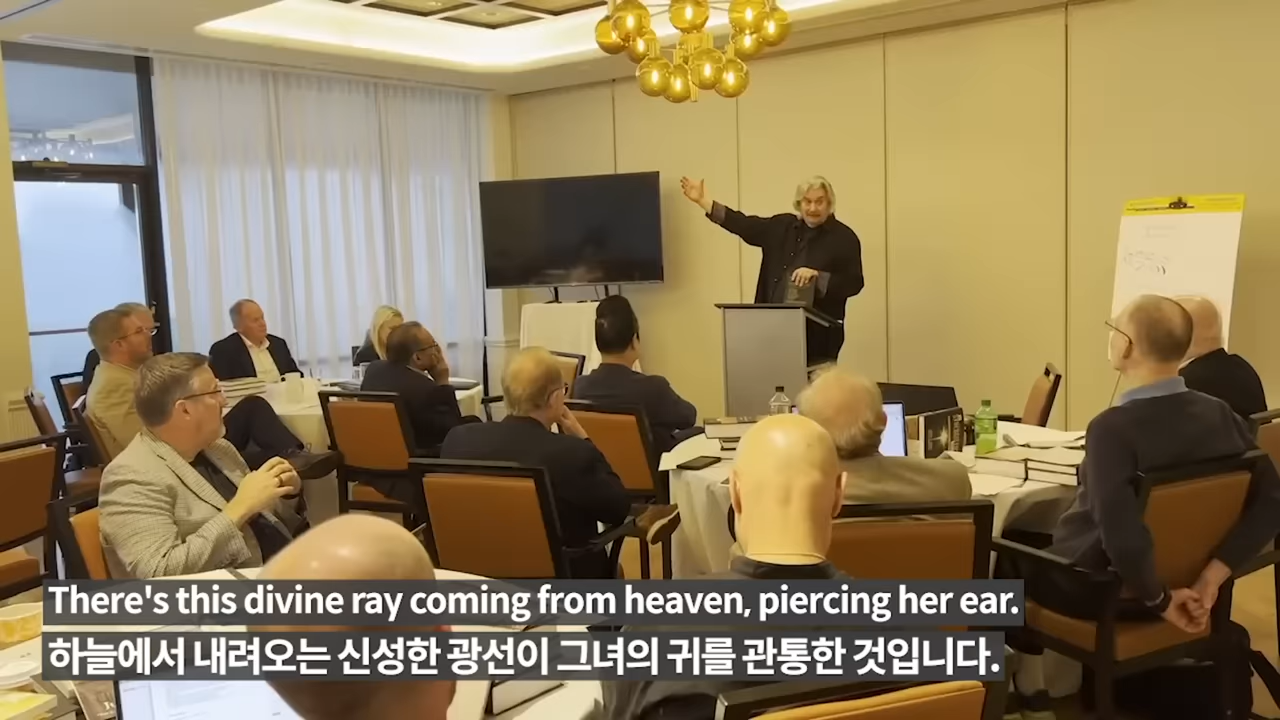 There's this divine ray coming from heaven, piercing her ear.
하늘에서 내려오는 신성한 광선이 그녀의 귀를 관통한 것입니다.